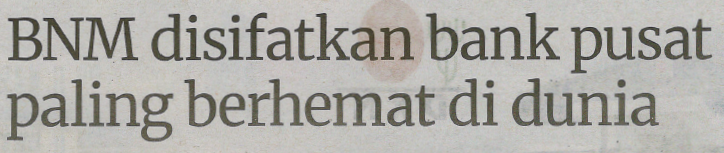 BNM disifatkan bank pusat
paling berhemat di dunia